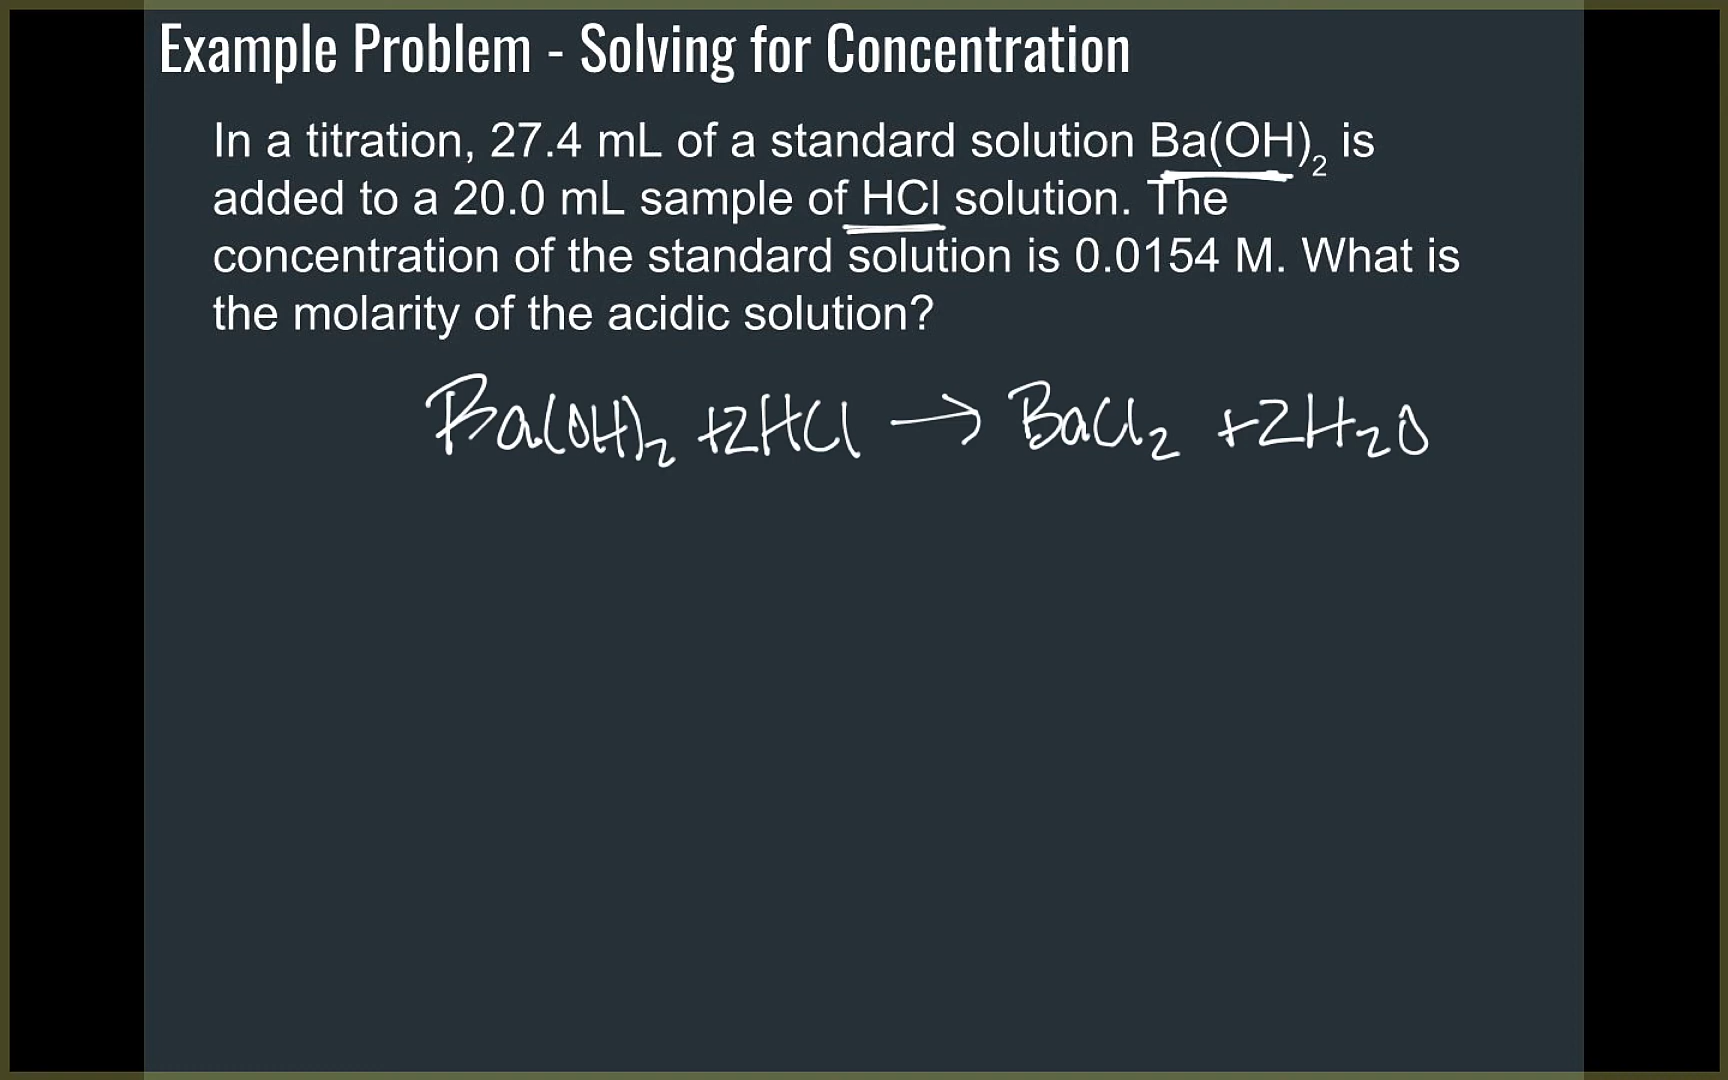 Example Problem - Solving for Concentration
In a titration, 27.4 mL of a standard solution Ba(OH)₂ is
added to a 20.0 mL sample of HCl solution. The
concentration of the standard solution is 0.0154 M. What is
the molarity of the acidic solution?
Ba(OH)₂ +2HCl → BaCl₂ +2H₂O